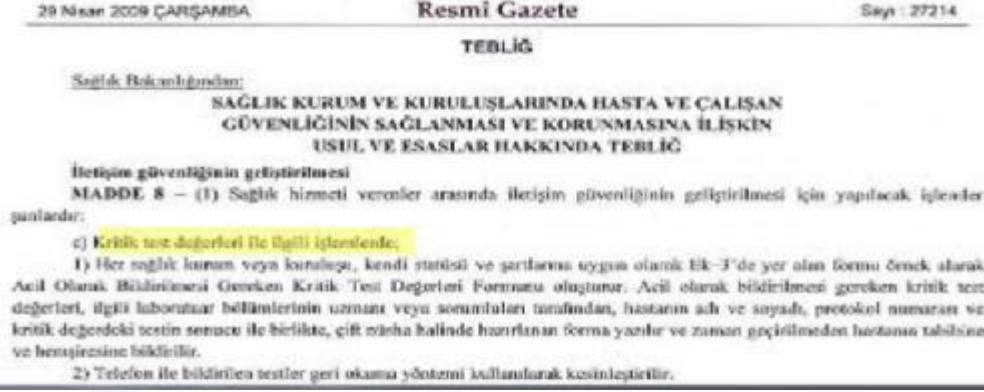 29 Nisan 2009 ÇARŞAMBA Resmî Gazete Sayı : 27214
TEBLİĞ
Sağlık Bakanlığından:
SAĞLIK KURUM VE KURULUŞLARINDA HASTA VE ÇALIŞAN
GÜVENLİĞİNİN SAĞLANMASI VE KORUNMASINA İLİŞKİN
USUL VE ESASLAR HAKKINDA TEBLİĞ
İletişim güvenliğinin geliştirilmesi
MADDE 8 – (1) Sağlık hizmeti verenler arasında iletişim güvenliğinin geliştirilmesi için yapılacak işlemler
şunlardır:
c) Kritik test değerleri ile ilgili işlemlerde;
1) Her sağlık kurum veya kuruluşu, kendi statüsü ve şartlarına uygun olarak Ek-3'de yer alan formu örnek alarak
Acil Olarak Bildirilmesi Gereken Kritik Test Değerleri Formunu oluşturur. Acil olarak bildirilmesi gereken kritik test
değerleri, ilgili laboratuar bölümlerinin uzmanı veya sorumluları tarafından, hastanın adı ve soyadı, protokol numarası ve
kritik değerdeki testin sonucu ile birlikte, çift nüsha halinde hazırlanan forma yazılır ve zaman geçirilmeden hastanın tabibine
ve hemşiresine bildirilir.
2) Telefon ile bildirilen testler geri okuma yöntemi kullanılarak kesinleştirilir.